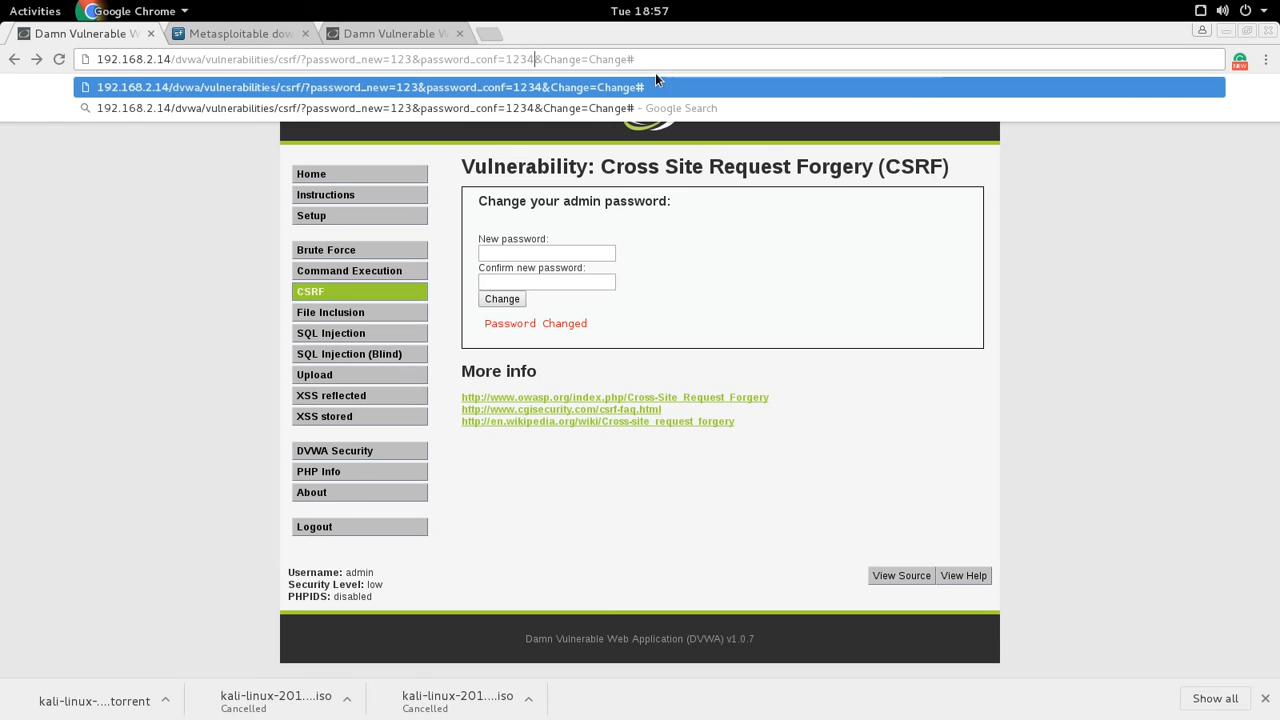 Activities Google Chrome Tue 18:57
Damn Vulnerable W Metasploitable dow Damn Vulnerable W
192.168.2.14/dvwa/vulnerabilities/csrf/?password_new=123&password_conf=1234&Change=Change#
192.168.2.14/dvwa/vulnerabilities/csrf/?password_new=123&password_conf=1234&Change=Change#
192.168.2.14/dvwa/vulnerabilities/csrf/?password_new=123&password_conf=1234&Change=Change# - Google Search
Vulnerability: Cross Site Request Forgery (CSRF)
Home
Instructions
Setup
Brute Force
Command Execution
CSRF
File Inclusion
SQL Injection
SQL Injection (Blind)
Upload
XSS reflected
XSS stored
DVWA Security
PHP Info
About
Logout
Change your admin password:
New password:
Confirm new password:
Change
Password Changed
More info
http://www.owasp.org/index.php/Cross-Site_Request_Forgery
http://www.cgisecurity.com/csrf-faq.html
http://en.wikipedia.org/wiki/Cross-site_request_forgery
Username: admin
Security Level: low
PHPIDS: disabled
View Source View Help
Damn Vulnerable Web Application (DVWA) v1.0.7
kali-linux-....torrent
kali-linux-201....iso
Cancelled
kali-linux-201....iso
Cancelled
Show all